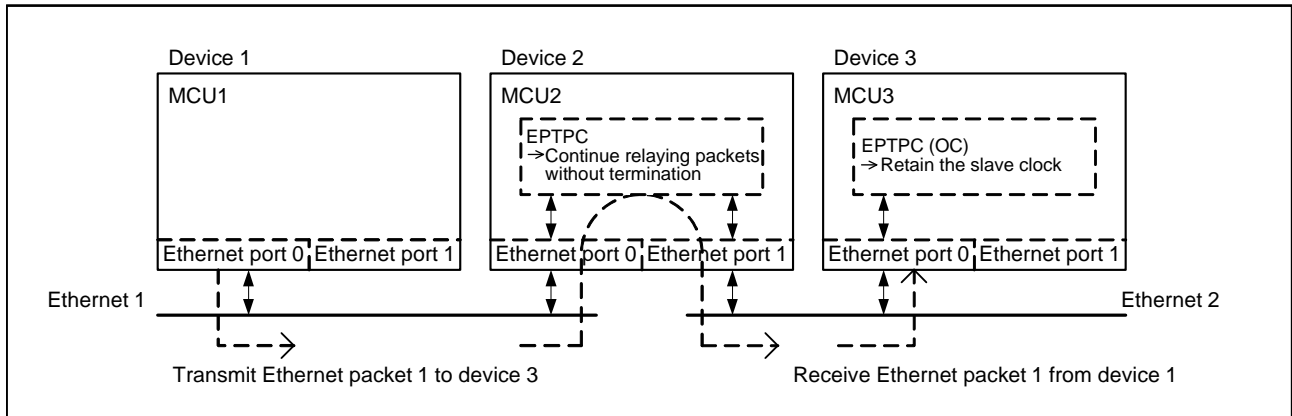 Device 1
Device 2
Device 3
MCU1
MCU2
MCU3
EPTPC
→Continue relaying packets
without termination
EPTPC (OC)
→Retain the slave clock
Ethernet port 0
Ethernet port 1
Ethernet port 0
Ethernet port 1
Ethernet port 0
Ethernet port 1
Ethernet 1
Ethernet 2
Transmit Ethernet packet 1 to device 3
Receive Ethernet packet 1 from device 1